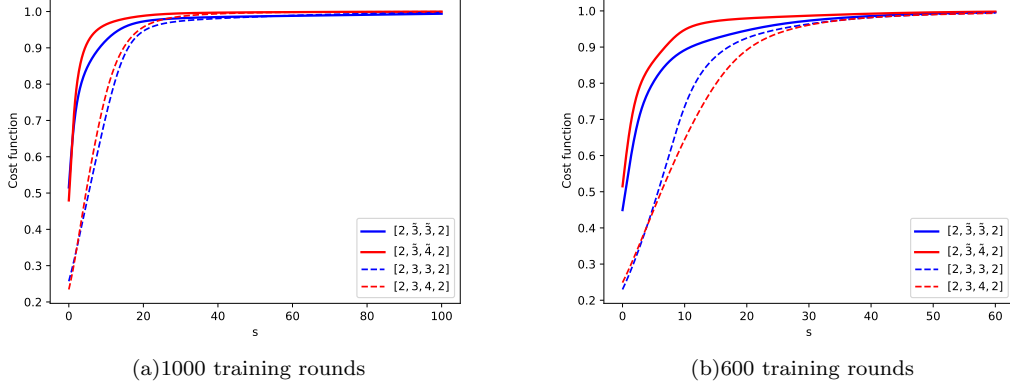 1.0
0.9
0.8
0.7
0.6
0.5
0.4
0.3
0.2
Cost function
0 20 40 60 80 100
s
[2, 3̃, 3̃, 2]
[2, 3̃, 4̃, 2]
[2, 3, 3, 2]
[2, 3, 4, 2]
(a)1000 training rounds
1.0
0.9
0.8
0.7
0.6
0.5
0.4
0.3
0.2
Cost function
0 10 20 30 40 50 60
s
[2, 3̃, 3̃, 2]
[2, 3̃, 4̃, 2]
[2, 3, 3, 2]
[2, 3, 4, 2]
(b)600 training rounds